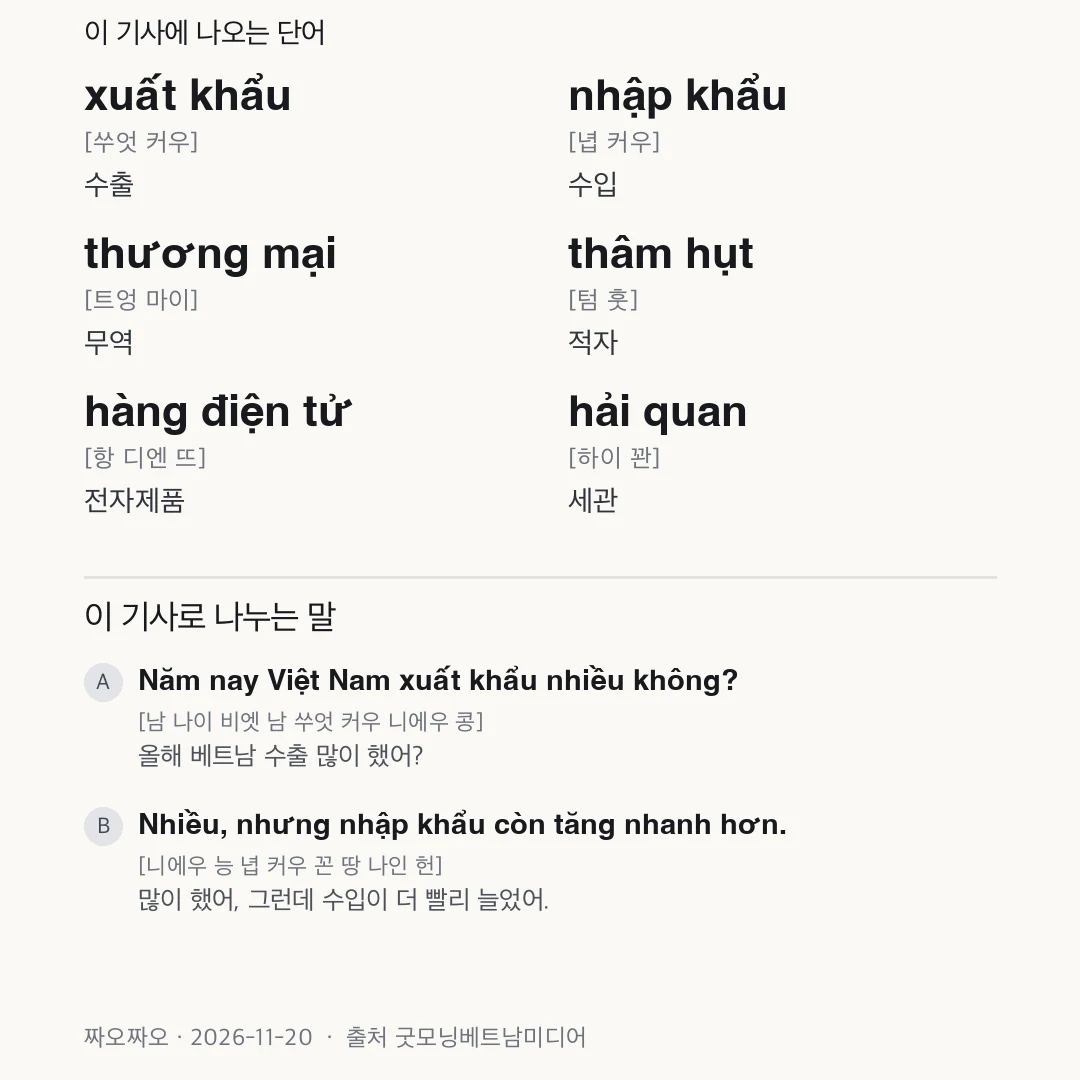 이 기사에 나오는 단어
xuất khẩu
[쑤엇 커우]
수출
nhập khẩu
[녑 커우]
수입
thương mại
[트엉 마이]
무역
thâm hụt
[텀 훗]
적자
hàng điện tử
[항 디엔 뜨]
전자제품
hải quan
[하이 꽌]
세관
이 기사로 나누는 말
A Năm nay Việt Nam xuất khẩu nhiều không?
[남 나이 비엣 남 쑤엇 커우 니에우 콩]
올해 베트남 수출 많이 했어?
B Nhiều, nhưng nhập khẩu còn tăng nhanh hơn.
[니에우 능 녑 커우 꼰 땅 나인 헌]
많이 했어, 그런데 수입이 더 빨리 늘었어.
짜오짜오 · 2026-11-20 · 출처 굿모닝베트남미디어